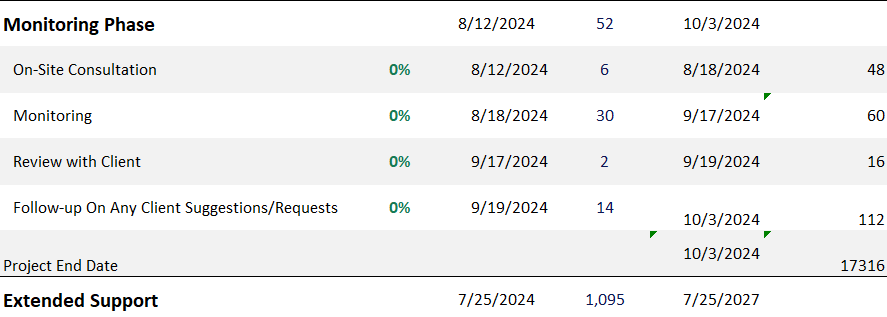 Monitoring Phase 8/12/2024 52 10/3/2024
On-Site Consultation 0% 8/12/2024 6 8/18/2024 48
Monitoring 0% 8/18/2024 30 9/17/2024 60
Review with Client 0% 9/17/2024 2 9/19/2024 16
Follow-up On Any Client Suggestions/Requests 0% 9/19/2024 14 10/3/2024 112
Project End Date 10/3/2024 17316
Extended Support 7/25/2024 1,095 7/25/2027